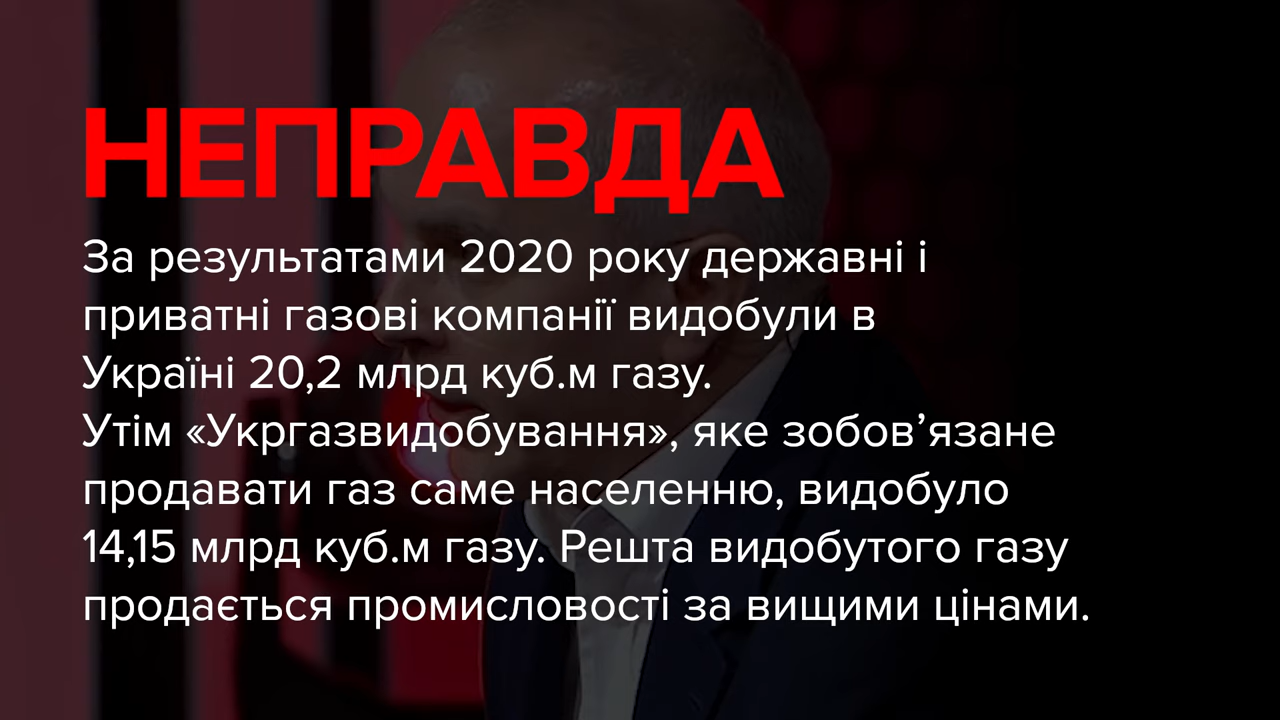 НЕПРАВДА
За результатами 2020 року державні і
приватні газові компанії видобули в
Україні 20,2 млрд куб.м газу.
Утім «Укргазвидобування», яке зобов’язане
продавати газ саме населенню, видобуло
14,15 млрд куб.м газу. Решта видобутого газу
продається промисловості за вищими цінами.